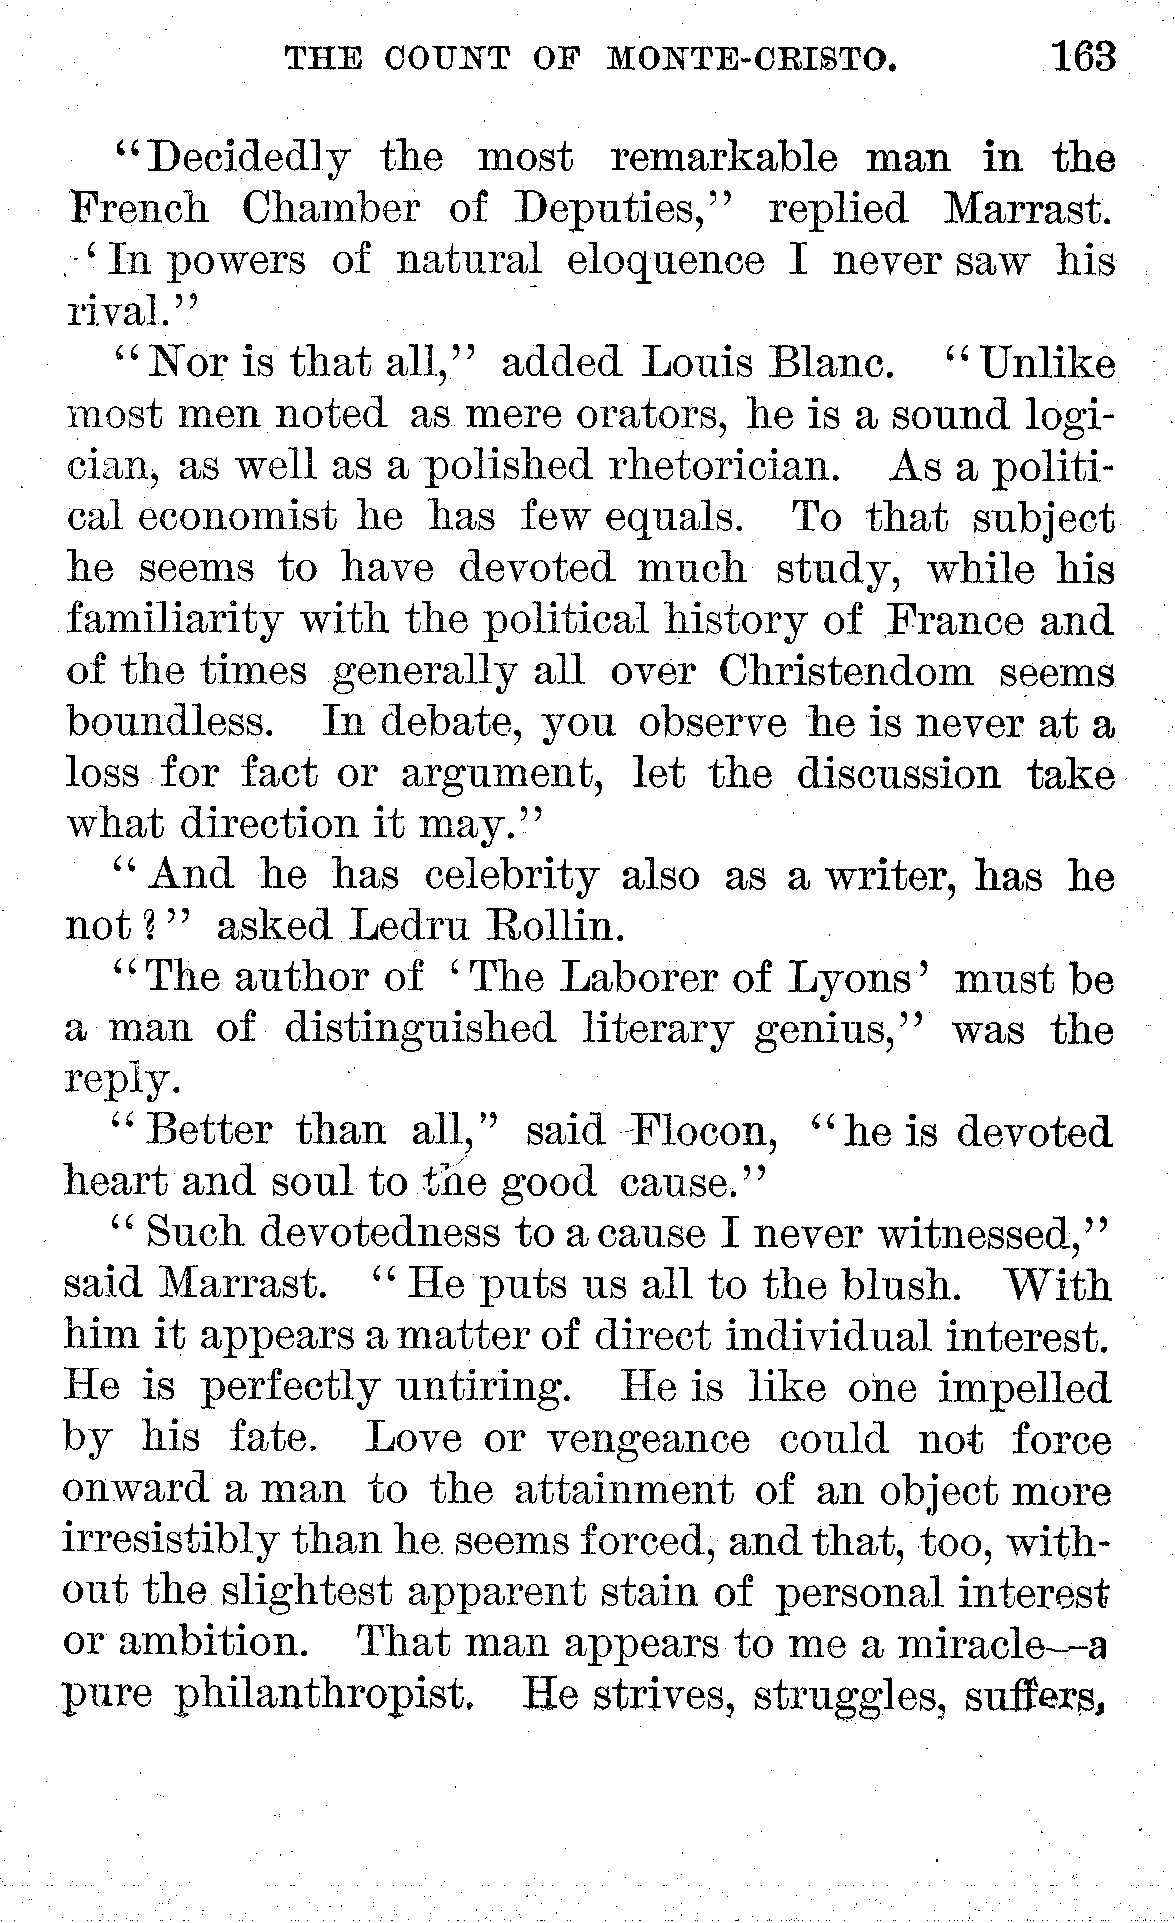 THE COUNT OF MONTE-CRISTO. 163
"Decidedly the most remarkable man in the
French Chamber of Deputies," replied Marrast.
'In powers of natural eloquence I never saw his
rival."
"Nor is that all," added Louis Blanc. "Unlike
most men noted as mere orators, he is a sound logi-
cian, as well as a polished rhetorician. As a politi-
cal economist he has few equals. To that subject
he seems to have devoted much study, while his
familiarity with the political history of France and
of the times generally all over Christendom seems
boundless. In debate, you observe he is never at a
loss for fact or argument, let the discussion take
what direction it may."
"And he has celebrity also as a writer, has he
not?" asked Ledru Rollin.
"The author of 'The Laborer of Lyons' must be
a man of distinguished literary genius," was the
reply.
"Better than all," said Flocon, "he is devoted
heart and soul to the good cause."
"Such devotedness to a cause I never witnessed,"
said Marrast. "He puts us all to the blush. With
him it appears a matter of direct individual interest.
He is perfectly untiring. He is like one impelled
by his fate. Love or vengeance could not force
onward a man to the attainment of an object more
irresistibly than he seems forced, and that, too, with-
out the slightest apparent stain of personal interest
or ambition. That man appears to me a miracle—a
pure philanthropist. He strives, struggles, suffers,